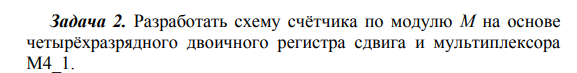 Задача 2. Разработать схему счётчика по модулю M на основе
четырёхразрядного двоичного регистра сдвига и мультиплексора
M4_1.